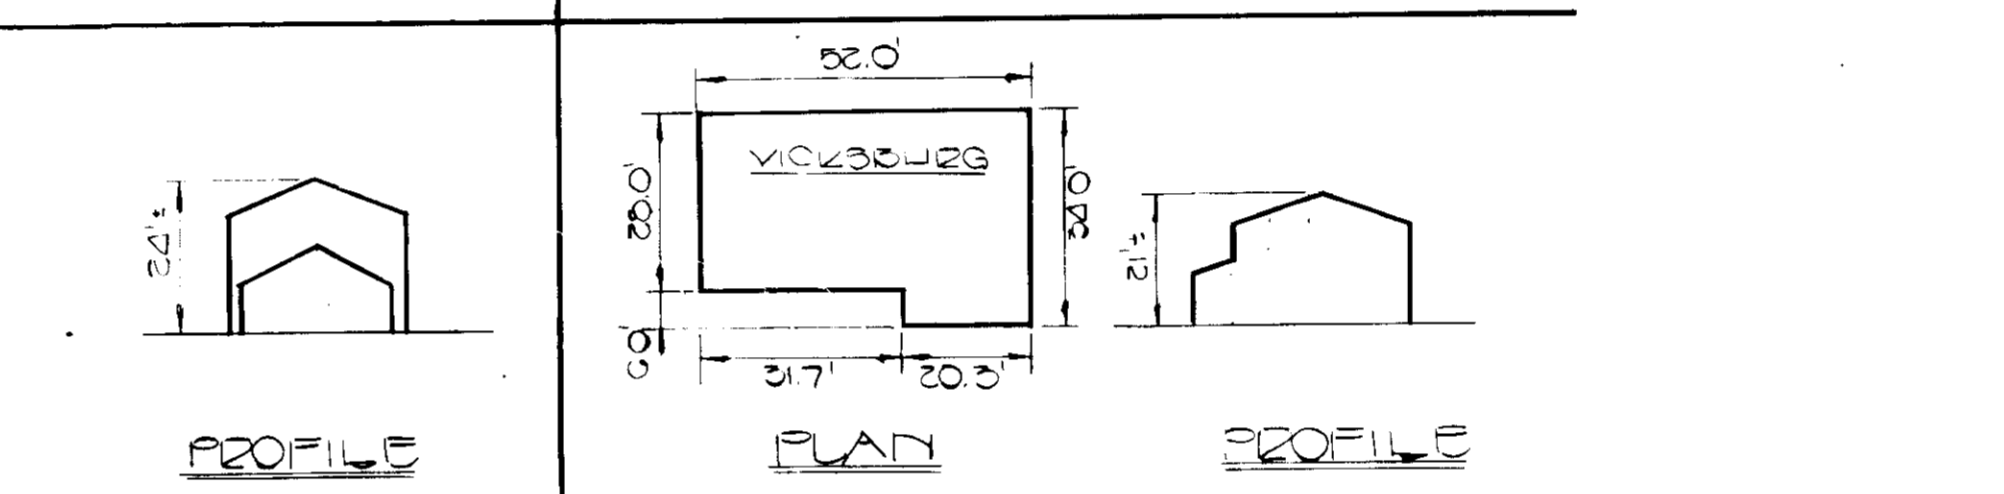 52.0'
VICKSBURG
28.0'
34.0'
24'±
21'±
6.0'
31.7'
20.3'
PROFILE
PLAN
PROFILE